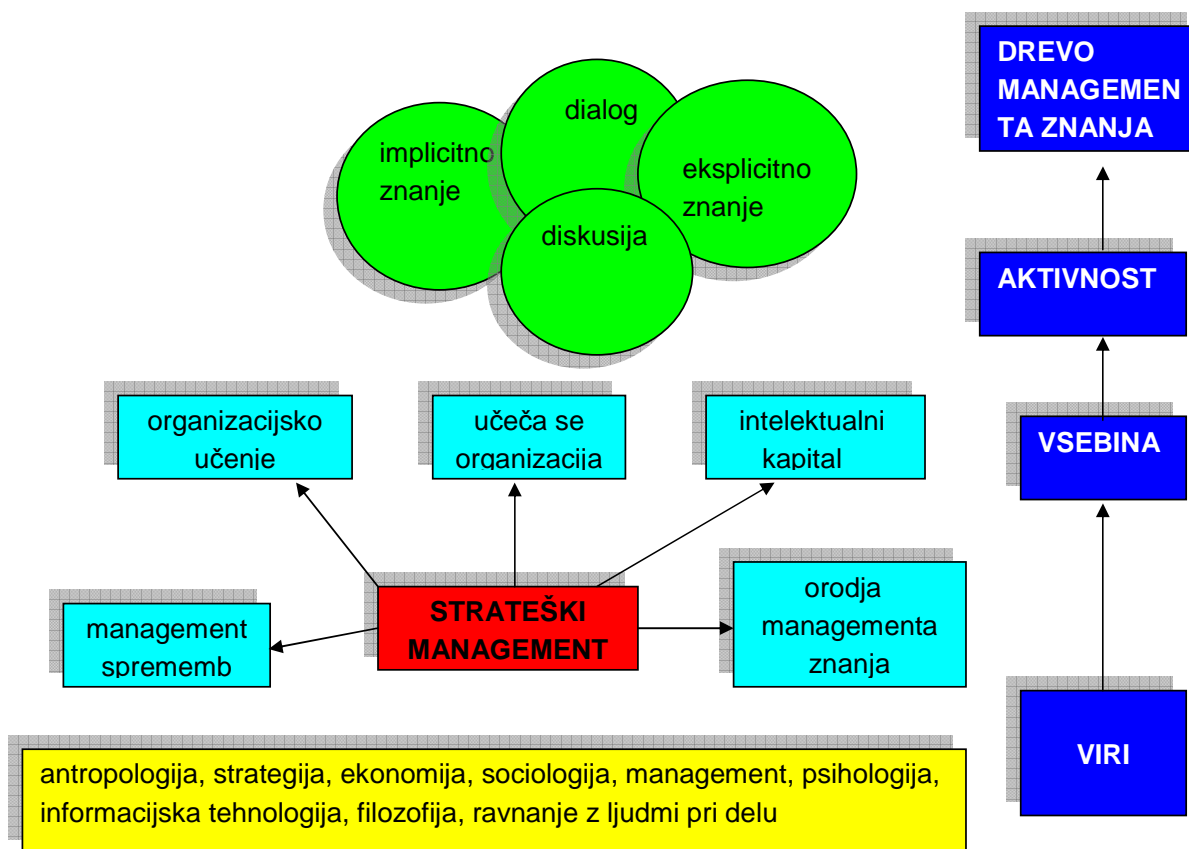 DREVO
MANAGEMEN
TA ZNANJA
dialog
implicitno
znanje
eksplicitno
znanje
diskusija
AKTIVNOST
organizacijsko
učenje
učeča se
organizacija
intelektualni
kapital
VSEBINA
STRATEŠKI
MANAGEMENT
management
sprememb
orodja
managementa
znanja
VIRI
antropologija, strategija, ekonomija, sociologija, management, psihologija,
informacijska tehnologija, filozofija, ravnanje z ljudmi pri delu